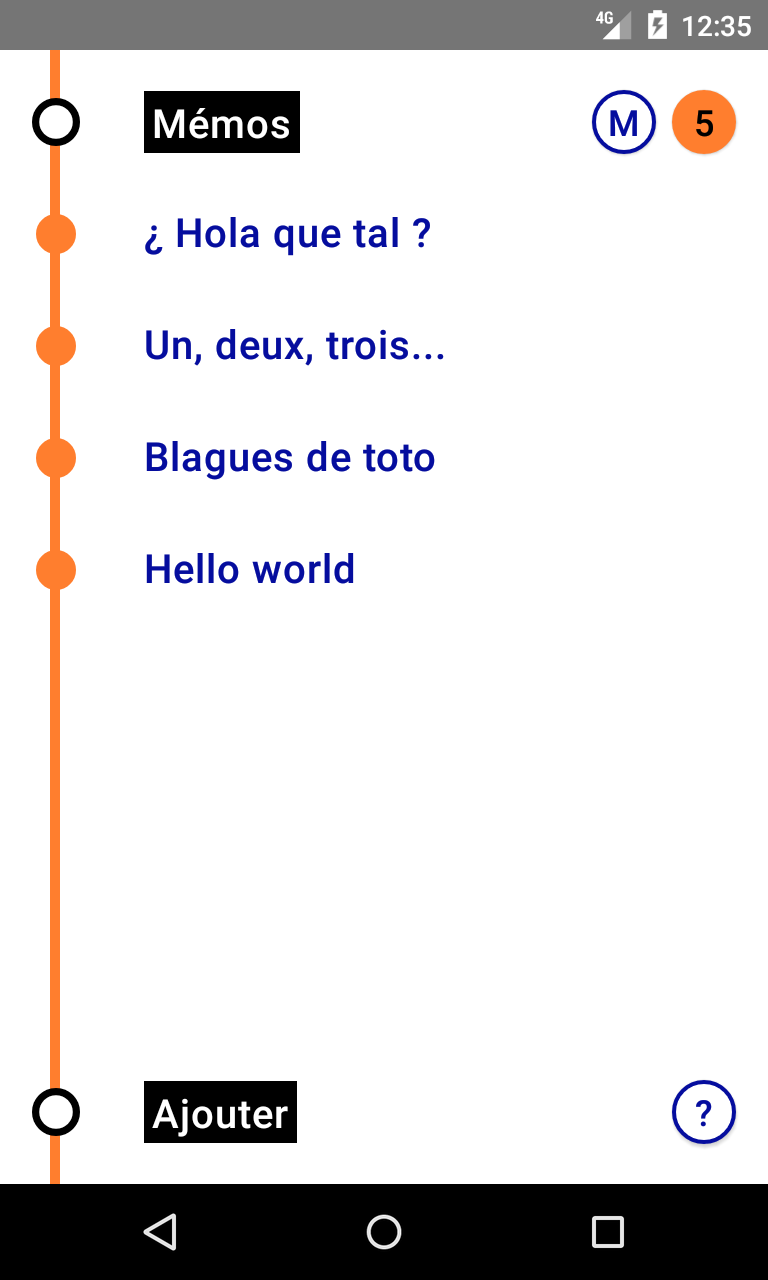 4G 12:35
Mémos M 5
¿ Hola que tal ?
Un, deux, trois...
Blagues de toto
Hello world
Ajouter ?